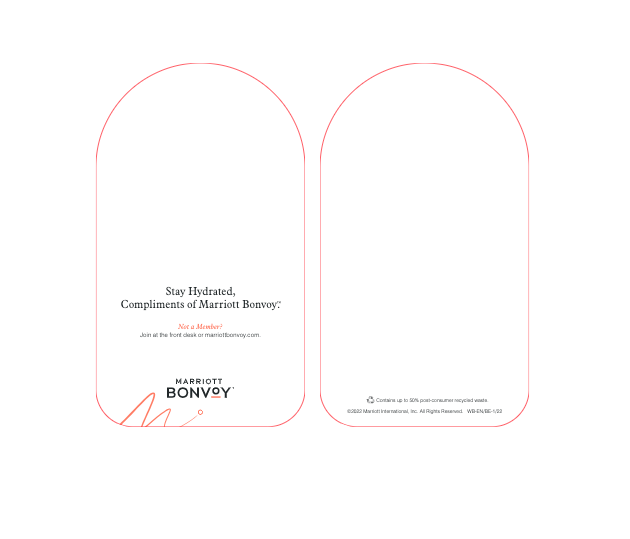 Stay Hydrated,
Compliments of Marriott Bonvoy.™
Not a Member?
Join at the front desk or marriottbonvoy.com.
MARRIOTT
BONVOY
Contains up to 50% post-consumer recycled waste.
©2022 Marriott International, Inc. All Rights Reserved. WB-EN/BE-1/22